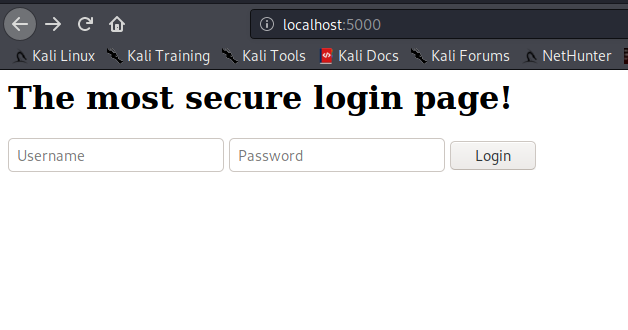 localhost:5000
Kali Linux Kali Training Kali Tools Kali Docs Kali Forums NetHunter
The most secure login page!
Username Password Login